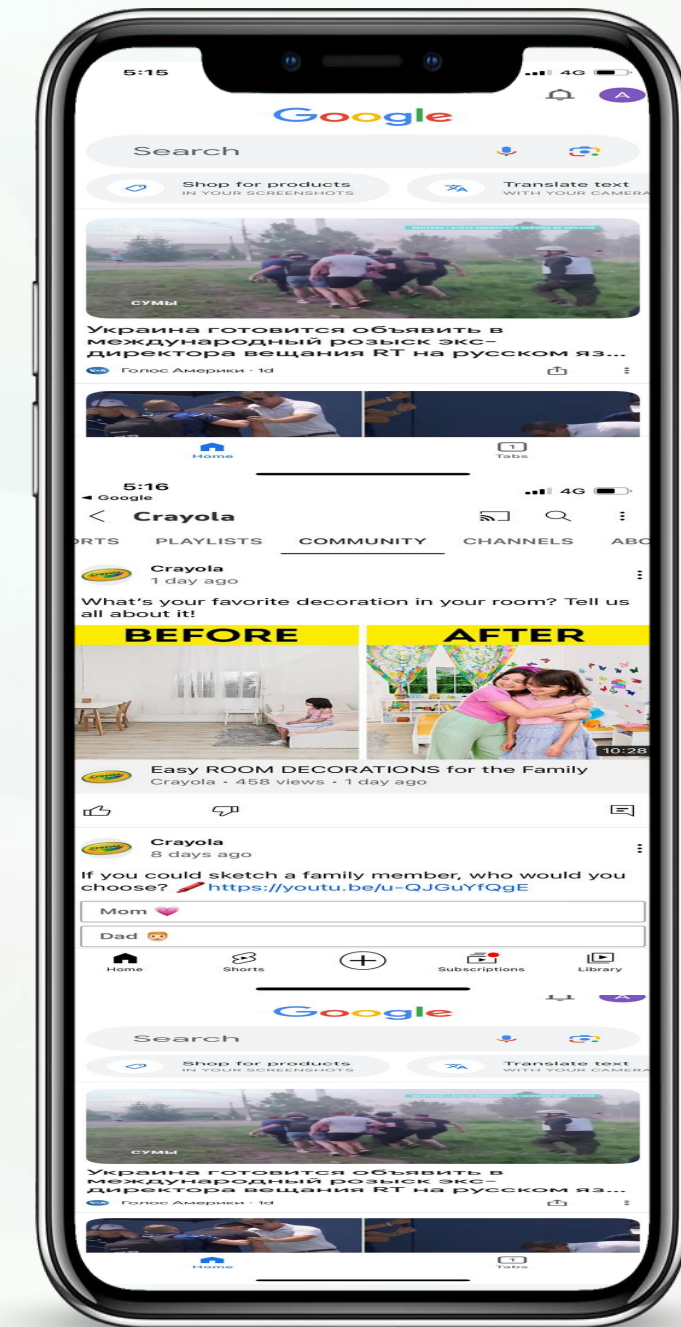 5:15
4G
A
Google
Search
Shop for products
IN YOUR SCREENSHOTS
Translate text
WITH YOUR CAMERA
СУМЫ
Украина готовится объявить в
международный розыск экс-
директора вещания RT на русском яз...
VOA Голос Америки · 1d
Home
1
Tabs
5:16
4G
◄ Google
Crayola
ORTS PLAYLISTS COMMUNITY CHANNELS ABO
Crayola
1 day ago
What's your favorite decoration in your room? Tell us
all about it!
BEFORE AFTER
10:28
Easy ROOM DECORATIONS for the Family
Crayola • 458 views • 1 day ago
Crayola
8 days ago
If you could sketch a family member, who would you
choose? 🖍️ https://youtu.be/u-QJGuYfQgE
Mom 💗
Dad 🧔
Home
Shorts
Subscriptions
Library
A
Google
Search
Shop for products
IN YOUR SCREENSHOTS
Translate text
WITH YOUR CAMERA
СУМЫ
Украина готовится объявить в
международный розыск экс-
директора вещания RT на русском яз...
Голос Америки · 1d
Home
1
Tabs